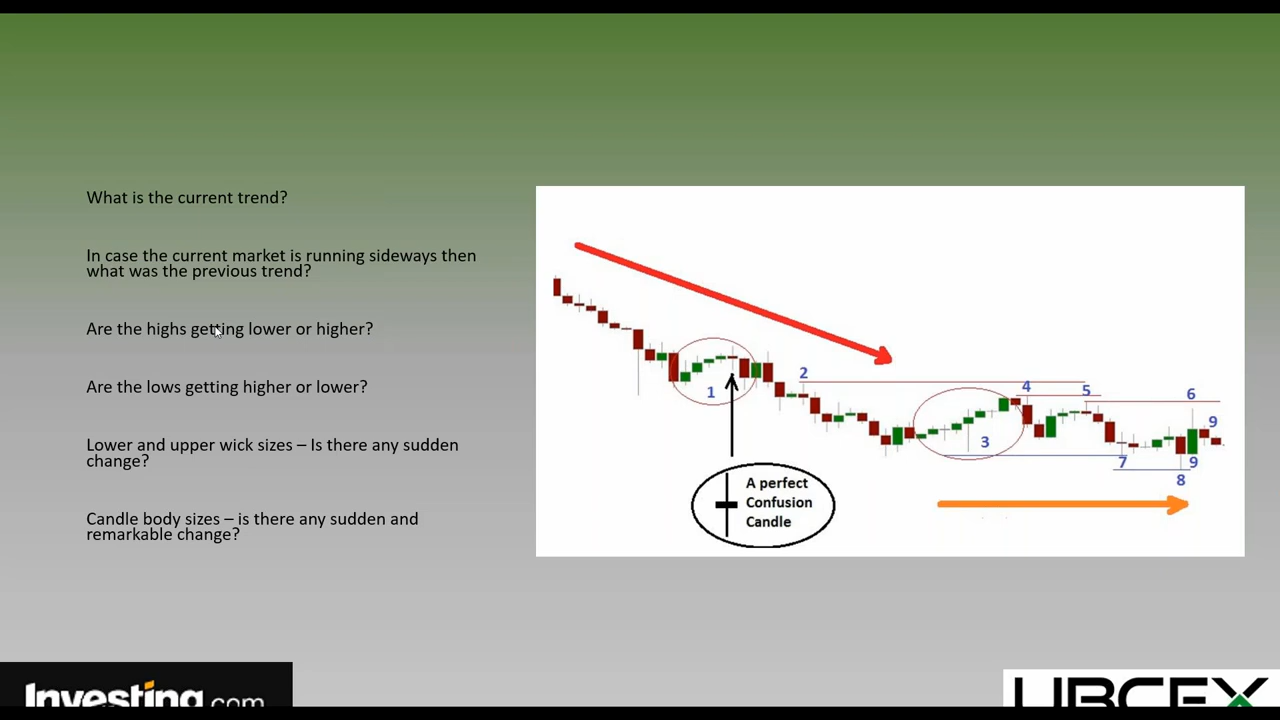 What is the current trend?
In case the current market is running sideways then
what was the previous trend?
Are the highs getting lower or higher?
Are the lows getting higher or lower?
Lower and upper wick sizes – Is there any sudden
change?
Candle body sizes – is there any sudden and
remarkable change?
1
2
3
4
5
6
7
8
9
9
A perfect
Confusion
Candle
Investing.com
UBCFX